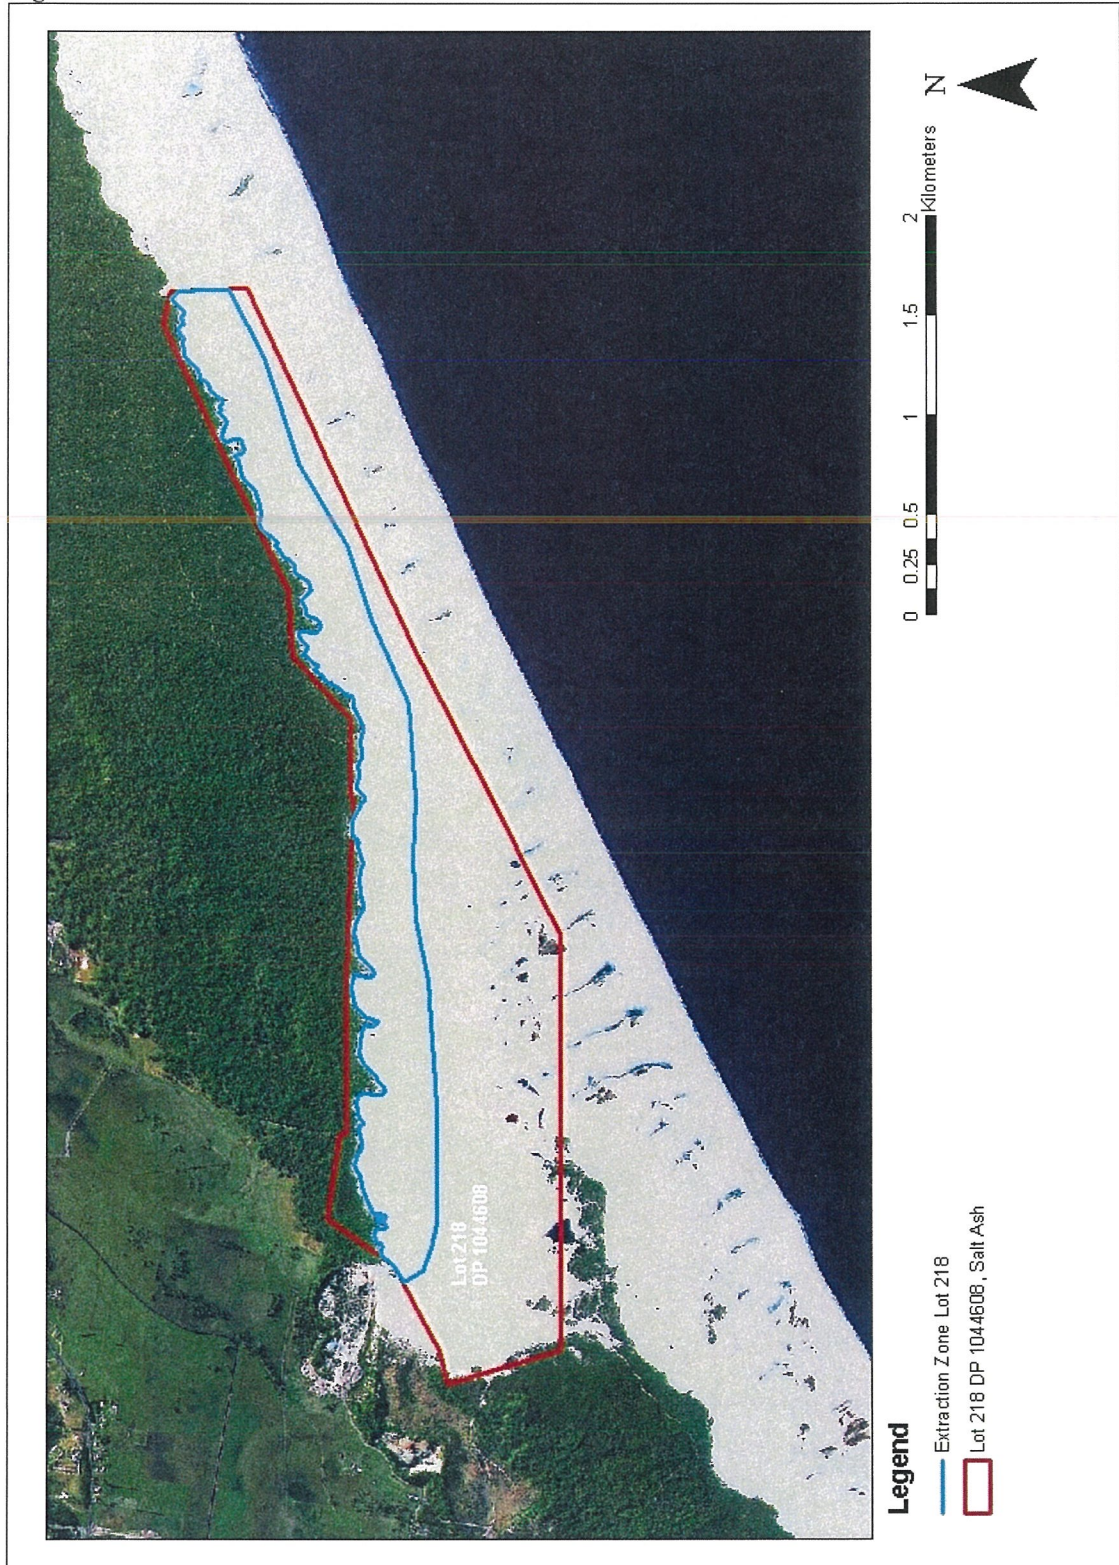 Lot 218
DP 1044608
N
0 0.25 0.5 1 1.5 2
Kilometers
Legend
Extraction Zone Lot 218
Lot 218 DP 1044608, Salt Ash